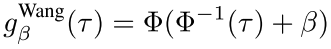 g_β^Wang(τ) = Φ(Φ⁻¹(τ) + β)